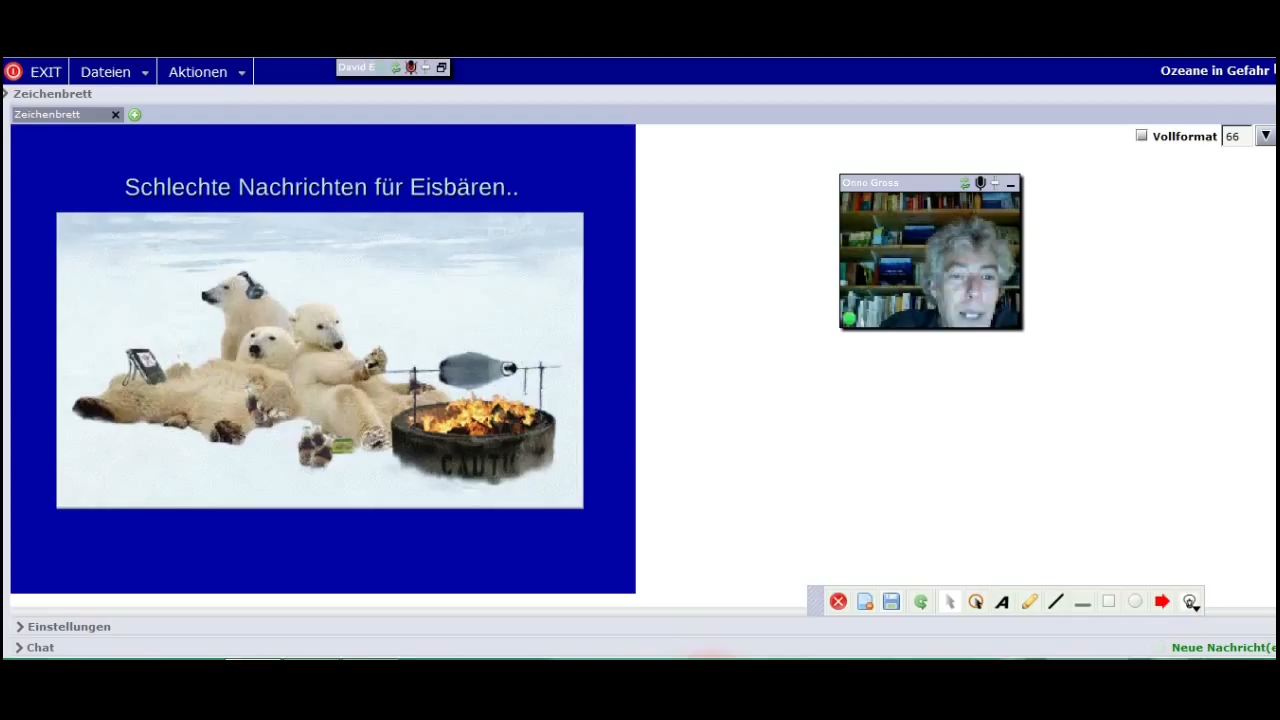 EXIT
Dateien
Aktionen
David E
Ozeane in Gefahr
Zeichenbrett
Zeichenbrett
Vollformat 66
Schlechte Nachrichten für Eisbären..
Onno Gross
CAUTI
Einstellungen
Chat
Neue Nachricht(e